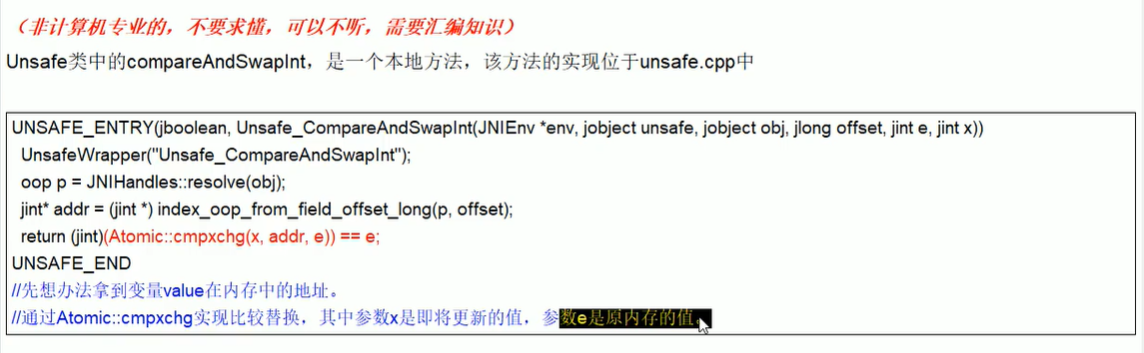 （非计算机专业的，不要求懂，可以不听，需要汇编知识）
Unsafe类中的compareAndSwapInt，是一个本地方法，该方法的实现位于unsafe.cpp中
UNSAFE_ENTRY(jboolean, Unsafe_CompareAndSwapInt(JNIEnv *env, jobject unsafe, jobject obj, jlong offset, jint e, jint x))
UnsafeWrapper("Unsafe_CompareAndSwapInt");
oop p = JNIHandles::resolve(obj);
jint* addr = (jint *) index_oop_from_field_offset_long(p, offset);
return (jint)(Atomic::cmpxchg(x, addr, e)) == e;
UNSAFE_END
//先想办法拿到变量value在内存中的地址。
//通过Atomic::cmpxchg实现比较替换，其中参数x是即将更新的值，参数e是原内存的值。